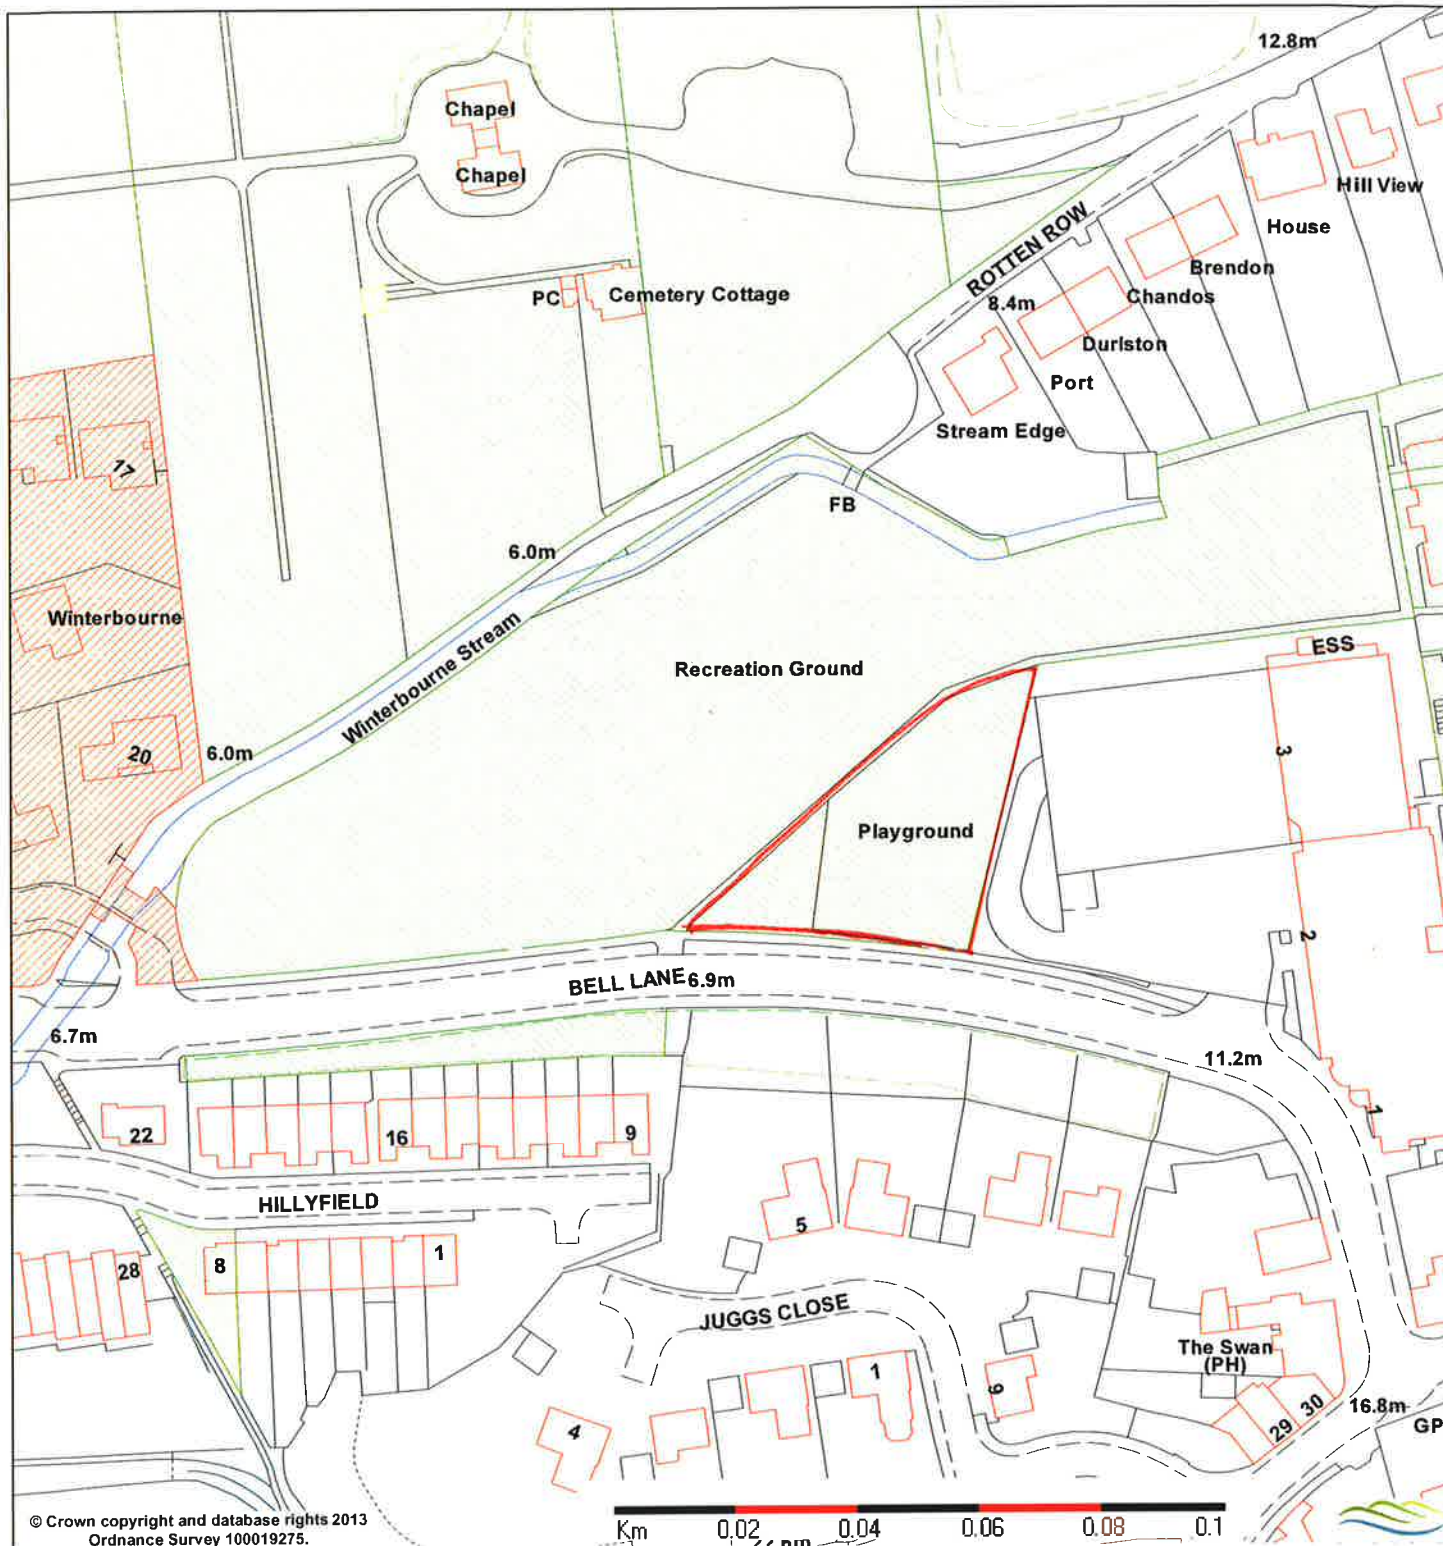 12.8m
Chapel
Chapel
Hill View
House
ROTTEN ROW
Brendon
PC
Cemetery Cottage
Chandos
8.4m
Durlston
Port
Stream Edge
17
FB
6.0m
Winterbourne
Winterbourne Stream
ESS
Recreation Ground
20
6.0m
3
Playground
2
BELL LANE 6.9m
6.7m
11.2m
1
22
16
9
HILLYFIELD
5
28
8
1
JUGGS CLOSE
The Swan
(PH)
1
9
16.8m
30
29
4
GP
© Crown copyright and database rights 2013
Ordnance Survey 100019275.
Km 0.02 0.04 0.06 0.08 0.1